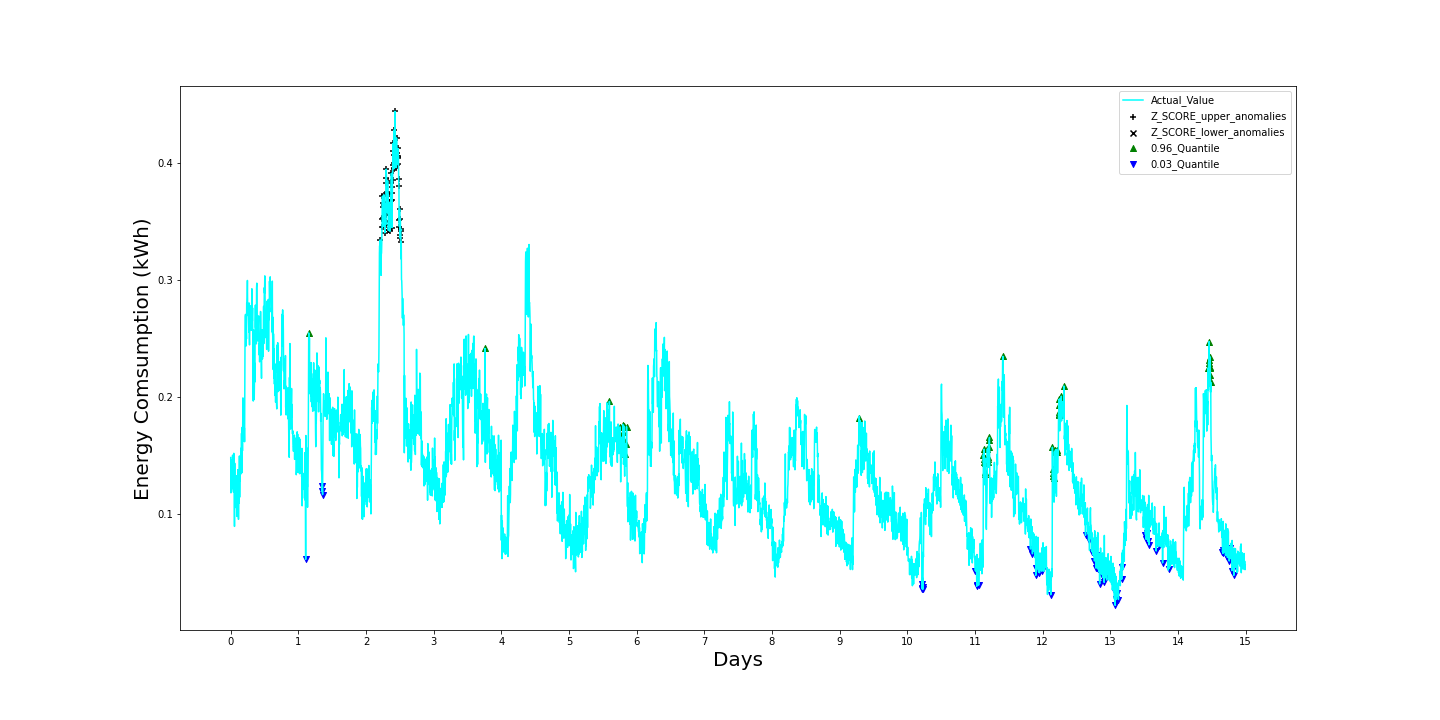 Actual_Value
Z_SCORE_upper_anomalies
Z_SCORE_lower_anomalies
0.96_Quantile
0.03_Quantile
0.4
0.3
0.2
0.1
Energy Comsumption (kWh)
0 1 2 3 4 5 6 7 8 9 10 11 12 13 14 15
Days